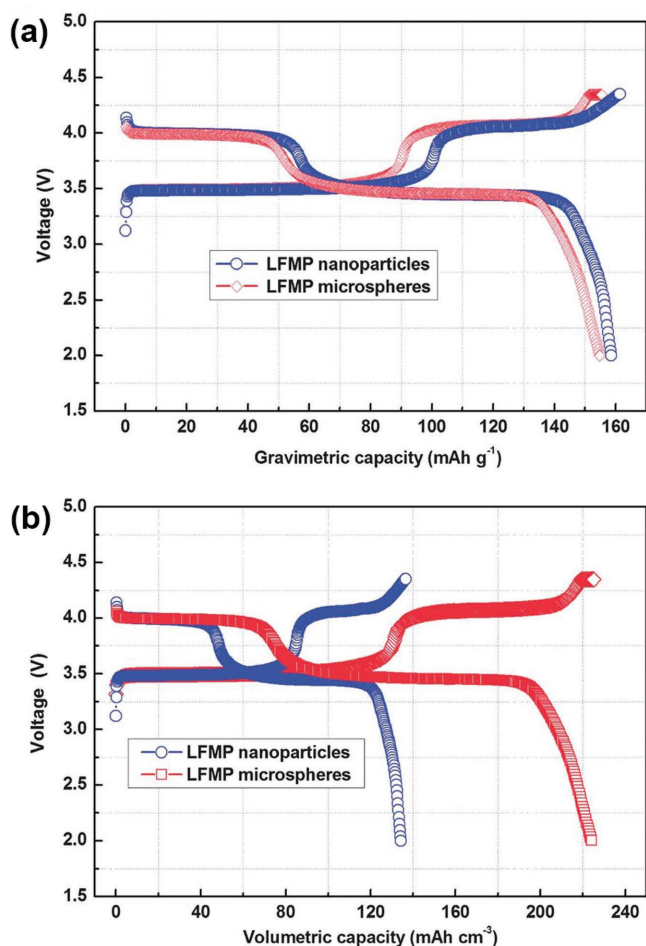 (a)
5.0
4.5
4.0
3.5
3.0
2.5
2.0
1.5
Voltage (V)
LFMP nanoparticles
LFMP microspheres
0 20 40 60 80 100 120 140 160
Gravimetric capacity (mAh g⁻¹)
(b)
5.0
4.5
4.0
3.5
3.0
2.5
2.0
1.5
Voltage (V)
LFMP nanoparticles
LFMP microspheres
0 40 80 120 160 200 240
Volumetric capacity (mAh cm⁻³)